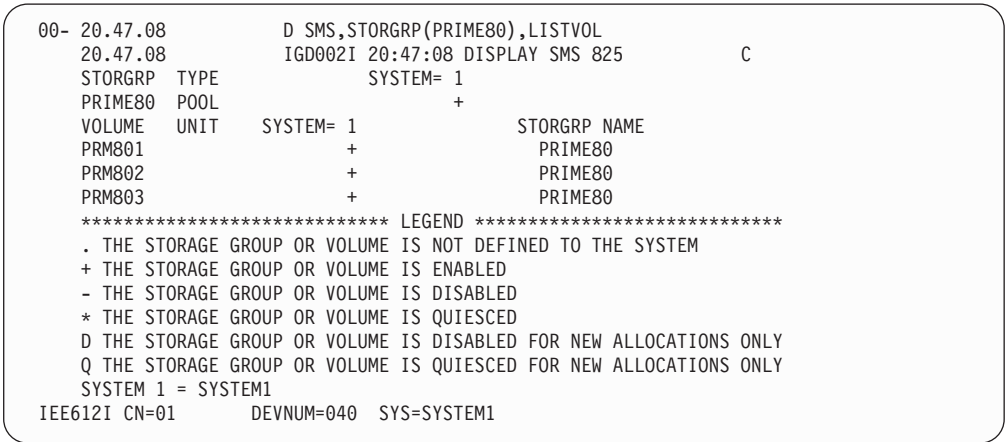 00- 20.47.08           D SMS,STORGRP(PRIME80),LISTVOL
    20.47.08           IGD002I 20:47:08 DISPLAY SMS 825           C
    STORGRP  TYPE              SYSTEM= 1
    PRIME80  POOL                      +
    VOLUME   UNIT    SYSTEM= 1               STORGRP NAME
    PRM801                   +                 PRIME80
    PRM802                   +                 PRIME80
    PRM803                   +                 PRIME80
    ***************************** LEGEND *****************************
    . THE STORAGE GROUP OR VOLUME IS NOT DEFINED TO THE SYSTEM
    + THE STORAGE GROUP OR VOLUME IS ENABLED
    - THE STORAGE GROUP OR VOLUME IS DISABLED
    * THE STORAGE GROUP OR VOLUME IS QUIESCED
    D THE STORAGE GROUP OR VOLUME IS DISABLED FOR NEW ALLOCATIONS ONLY
    Q THE STORAGE GROUP OR VOLUME IS QUIESCED FOR NEW ALLOCATIONS ONLY
    SYSTEM 1 = SYSTEM1
IEE612I CN=01       DEVNUM=040  SYS=SYSTEM1